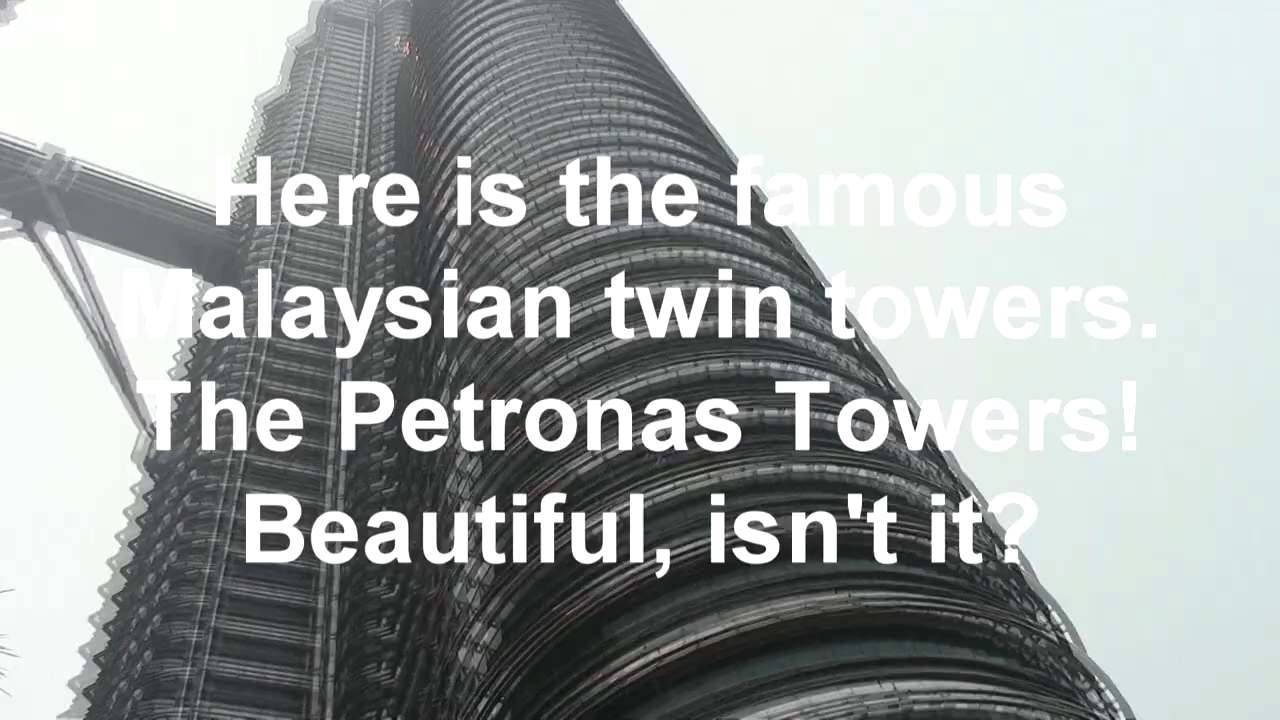 Here is the famous
Malaysian twin towers.
The Petronas Towers!
Beautiful, isn't it?